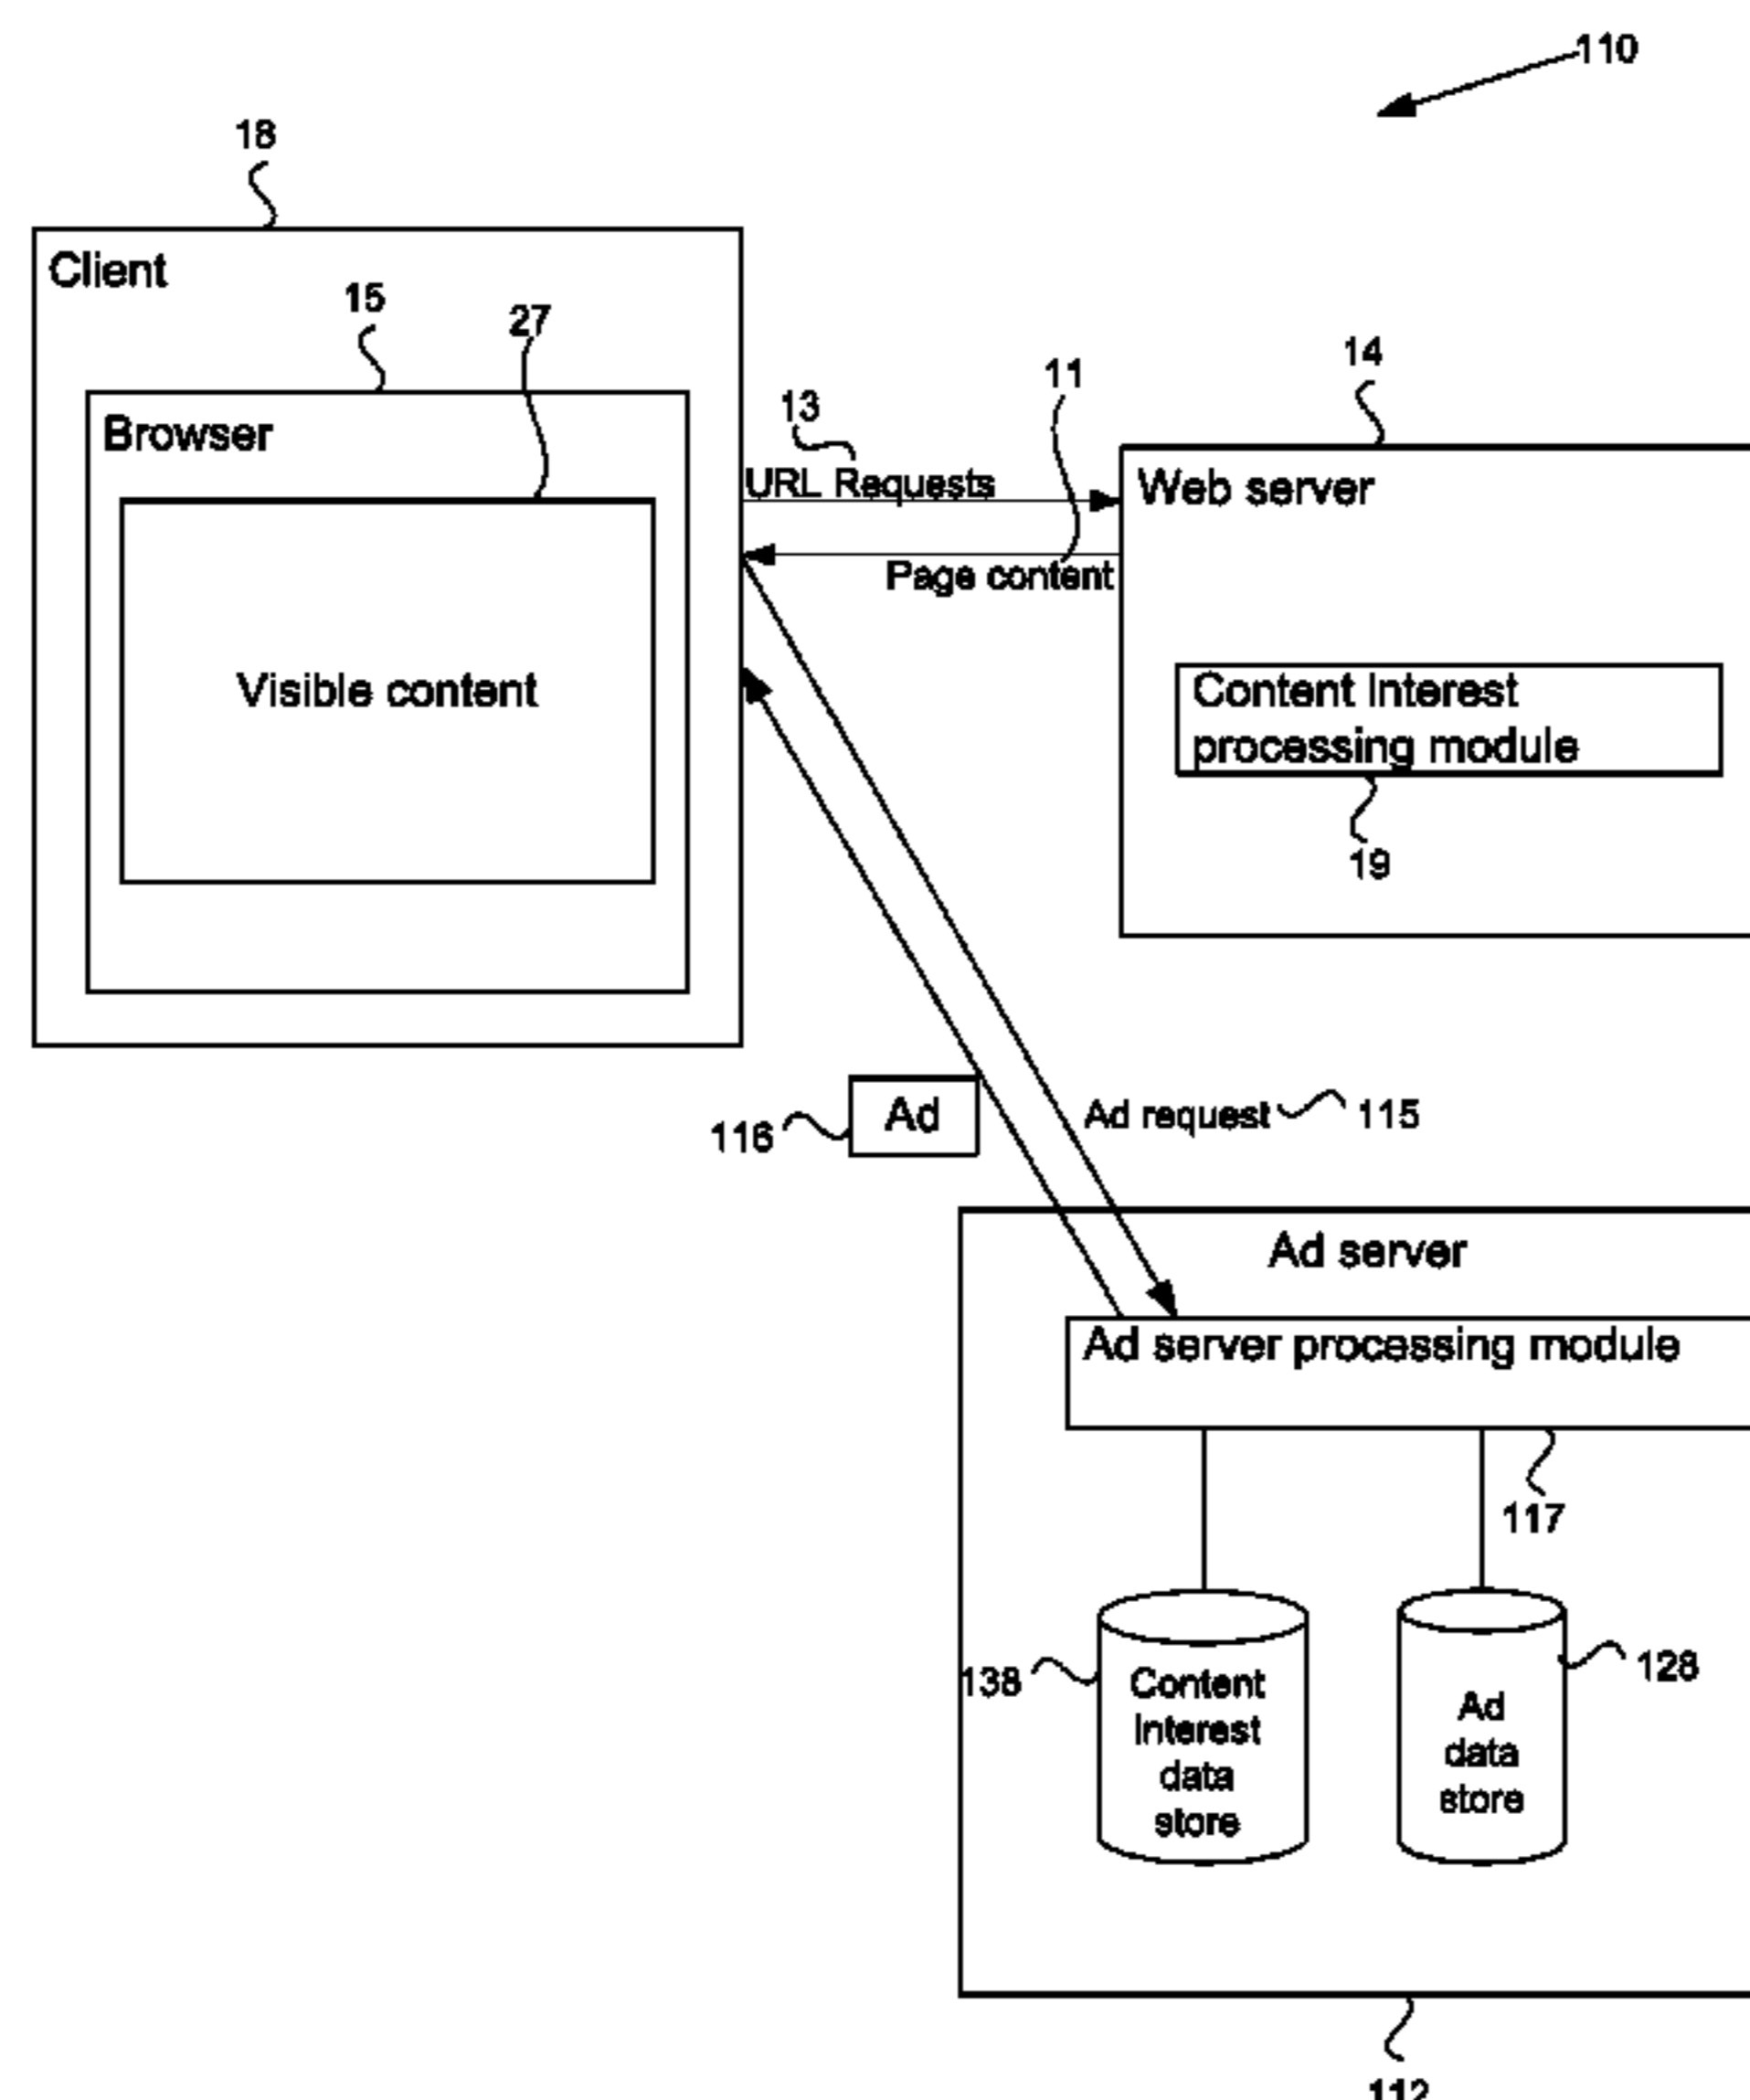 110
18
Client
15
27
Browser
13
11
14
URL Requests
Web server
Page content
Visible content
Content Interest
processing module
19
116
Ad
Ad request
115
Ad server
Ad server processing module
117
138
Content
Interest
data
store
128
Ad
data
store
112